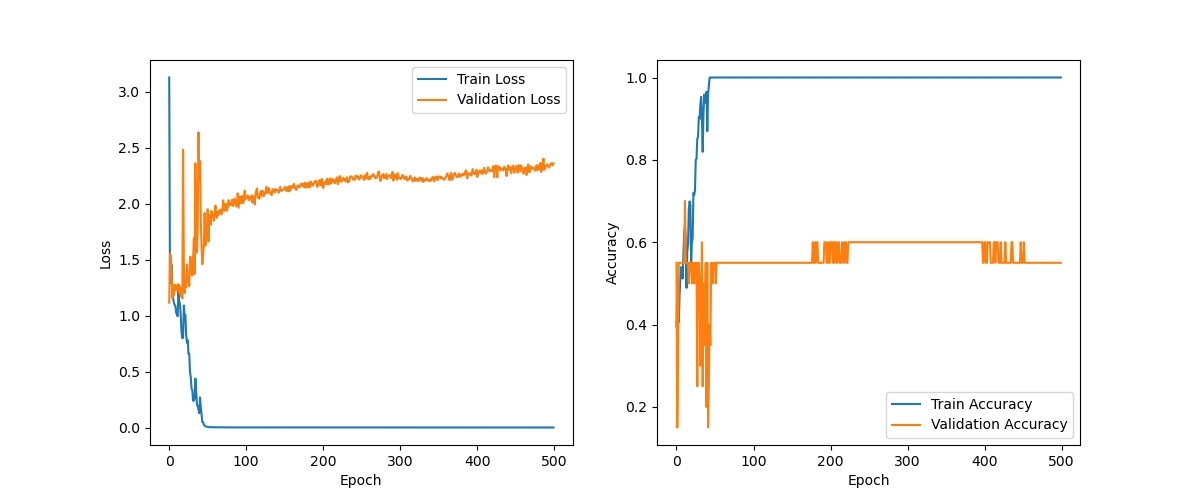 3.0
2.5
2.0
1.5
1.0
0.5
0.0
Loss
0 100 200 300 400 500
Epoch
Train Loss
Validation Loss
1.0
0.8
0.6
0.4
0.2
Accuracy
0 100 200 300 400 500
Epoch
Train Accuracy
Validation Accuracy